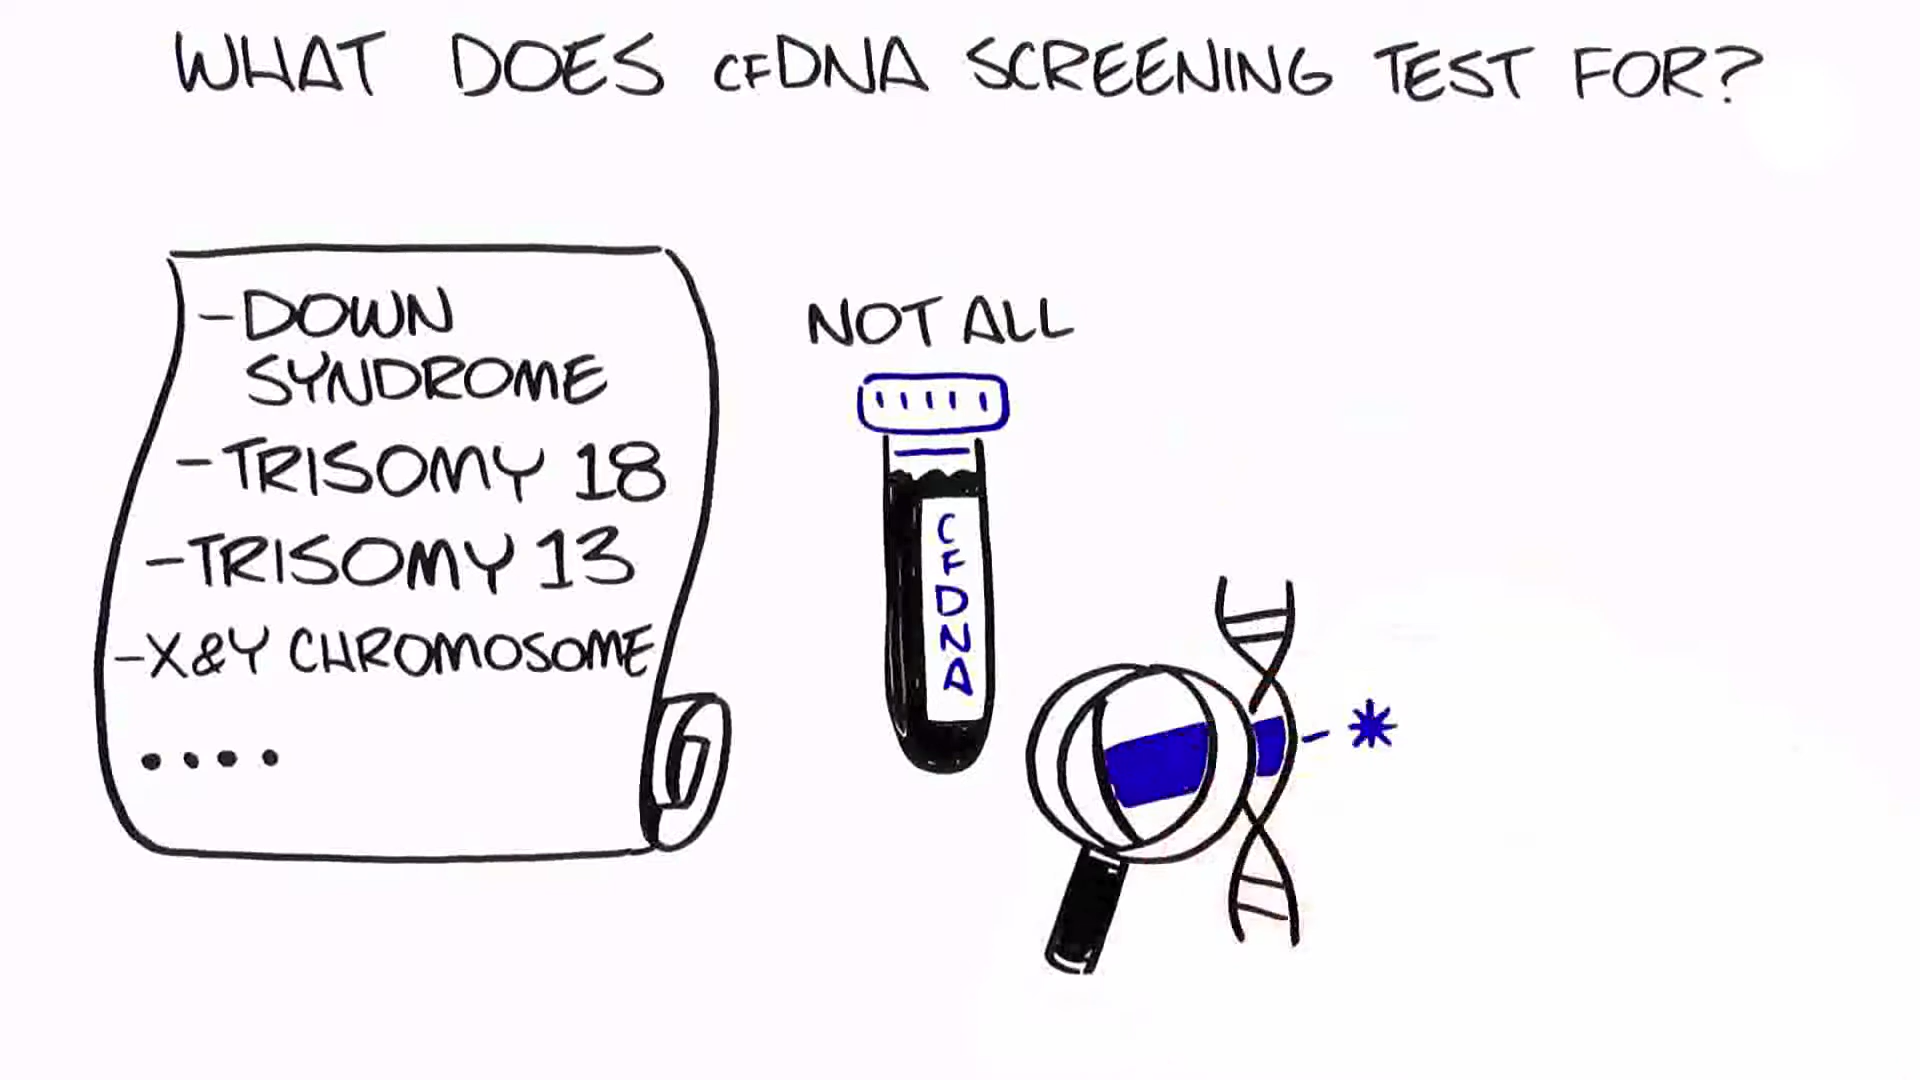 WHAT DOES CFDNA SCREENING TEST FOR?
-DOWN
SYNDROME
-TRISOMY 18
-TRISOMY 13
-X&Y CHROMOSOME
....
NOT ALL
CFDNA
*